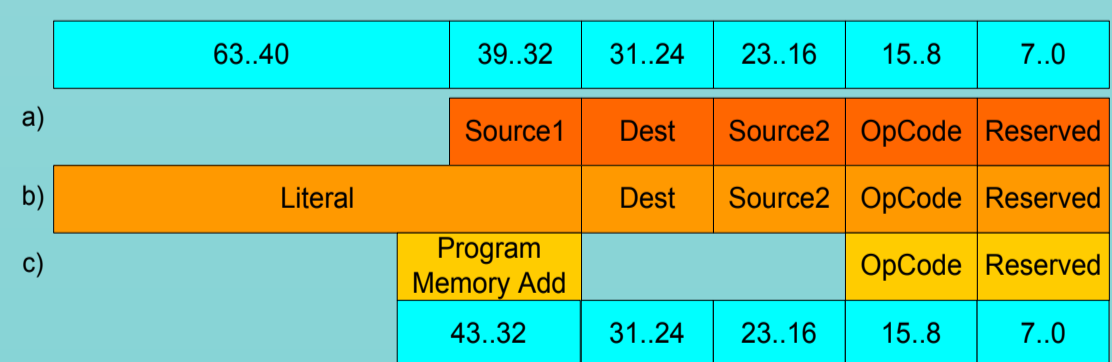 63..40 39..32 31..24 23..16 15..8 7..0
a) Source1 Dest Source2 OpCode Reserved
b) Literal Dest Source2 OpCode Reserved
c) Program
Memory Add OpCode Reserved
43..32 31..24 23..16 15..8 7..0